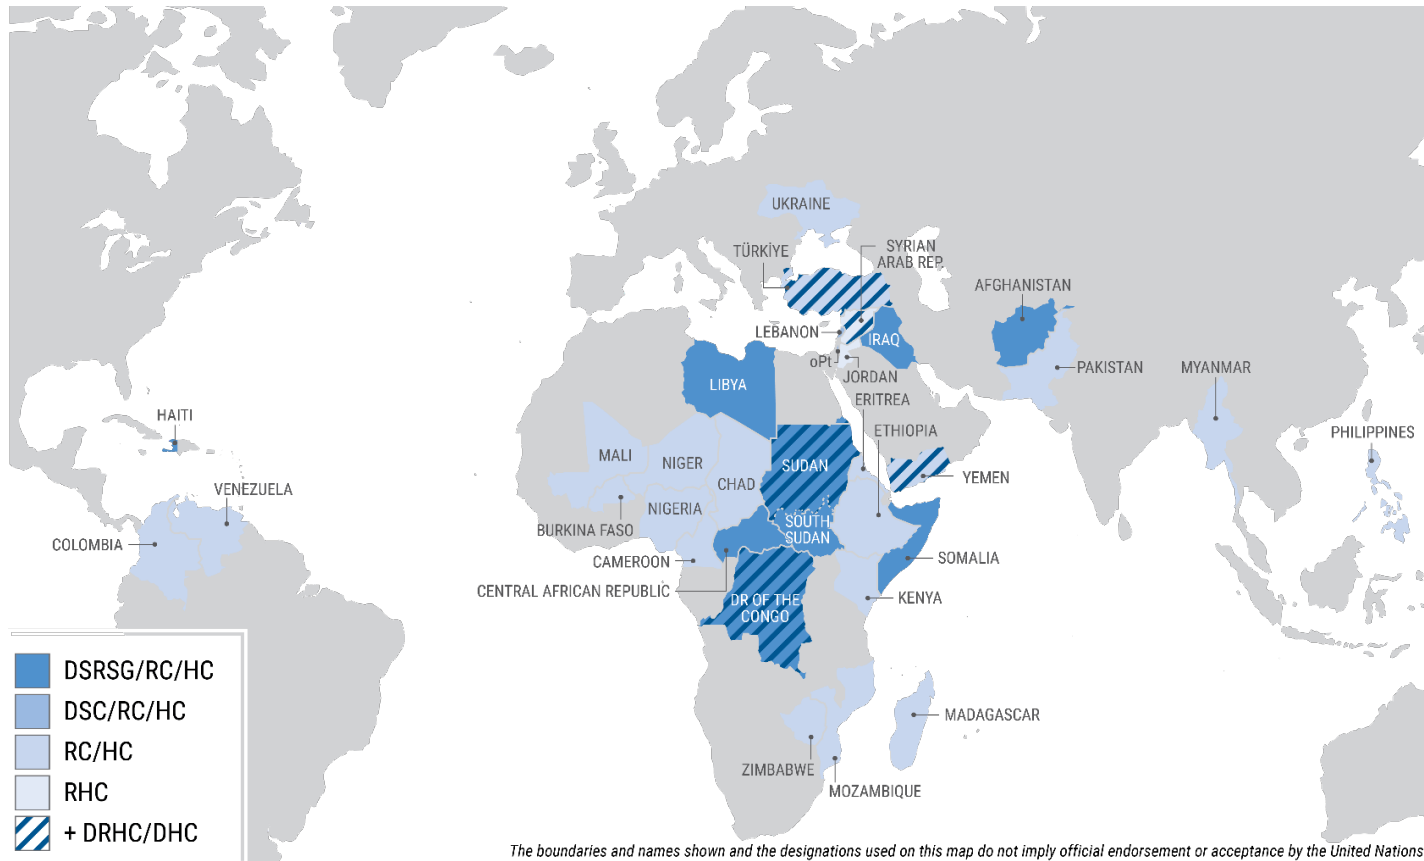 UKRAINE
TÜRKİYE
SYRIAN
ARAB REP.
AFGHANISTAN
LEBANON
IRAQ
oPt
JORDAN
PAKISTAN
MYANMAR
LIBYA
ERITREA
HAITI
ETHIOPIA
PHILIPPINES
MALI
NIGER
SUDAN
YEMEN
CHAD
VENEZUELA
NIGERIA
BURKINA FASO
SOUTH
SUDAN
COLOMBIA
CAMEROON
SOMALIA
CENTRAL AFRICAN REPUBLIC
DR OF THE
CONGO
KENYA
MADAGASCAR
ZIMBABWE
MOZAMBIQUE
DSRSG/RC/HC
DSC/RC/HC
RC/HC
RHC
+ DRHC/DHC
The boundaries and names shown and the designations used on this map do not imply official endorsement or acceptance by the United Nations.